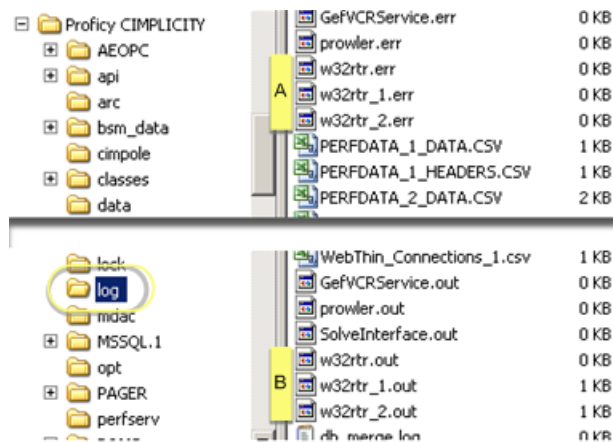 Proficy CIMPLICITY
AEOPC
api
arc
bsm_data
cimpole
classes
data
GefVCRService.err 0 KB
prowler.err 0 KB
w32rtr.err 0 KB
A
w32rtr_1.err 0 KB
w32rtr_2.err 0 KB
PERFDATA_1_DATA.CSV 1 KB
PERFDATA_1_HEADERS.CSV 1 KB
PERFDATA_2_DATA.CSV 2 KB
lock
log
mdac
MSSQL.1
opt
PAGER
perfserv
WebThin_Connections_1.csv 1 KB
GefVCRService.out 0 KB
prowler.out 0 KB
SolveInterface.out 0 KB
w32rtr.out 0 KB
B
w32rtr_1.out 1 KB
w32rtr_2.out 1 KB
db_merge.log 0 KB